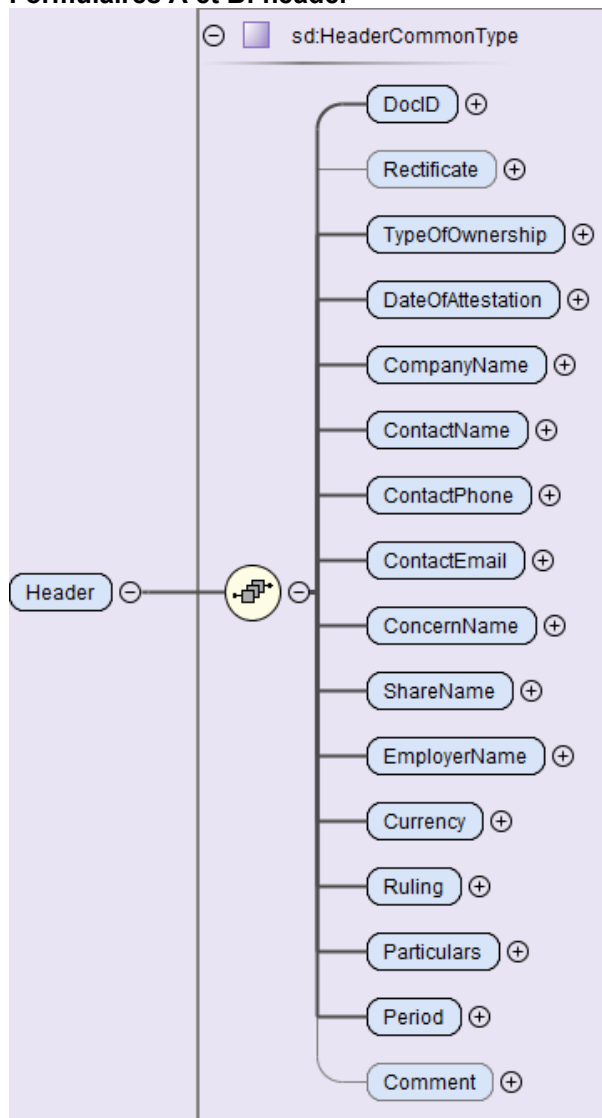 Formulaires A et B: header
sd:HeaderCommonType
DocID
Rectificate
TypeOfOwnership
DateOfAttestation
CompanyName
ContactName
ContactPhone
ContactEmail
Header
ConcernName
ShareName
EmployerName
Currency
Ruling
Particulars
Period
Comment